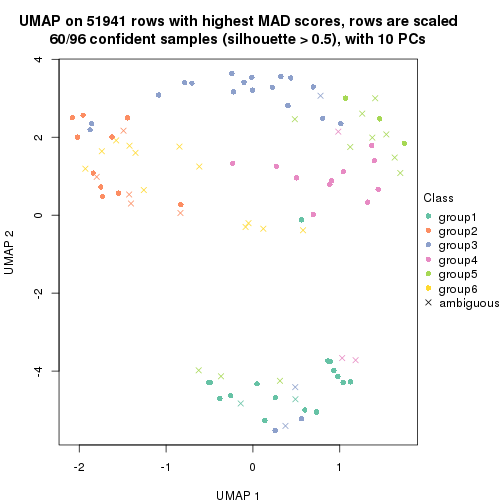 UMAP on 51941 rows with highest MAD scores, rows are scaled
60/96 confident samples (silhouette > 0.5), with 10 PCs
4
2
0
-2
-4
UMAP 2
-2
-1
0
1
UMAP 1
Class
group1
group2
group3
group4
group5
group6
ambiguous